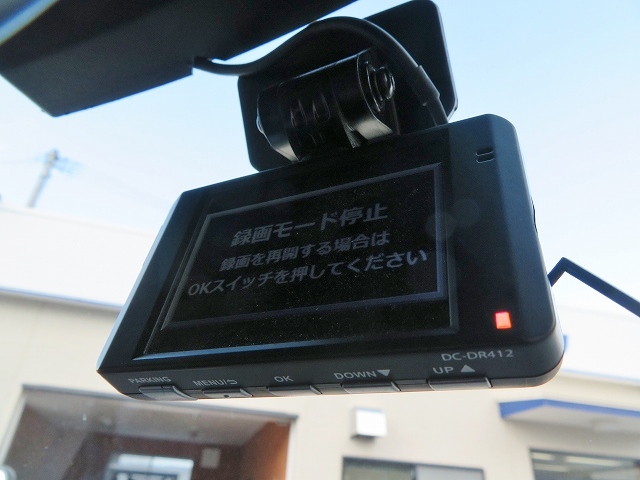 録画モード停止
録画を再開する場合は
OKスイッチを押してください
DC-DR412
PARKING MENU/⮌ OK DOWN▼ UP▲